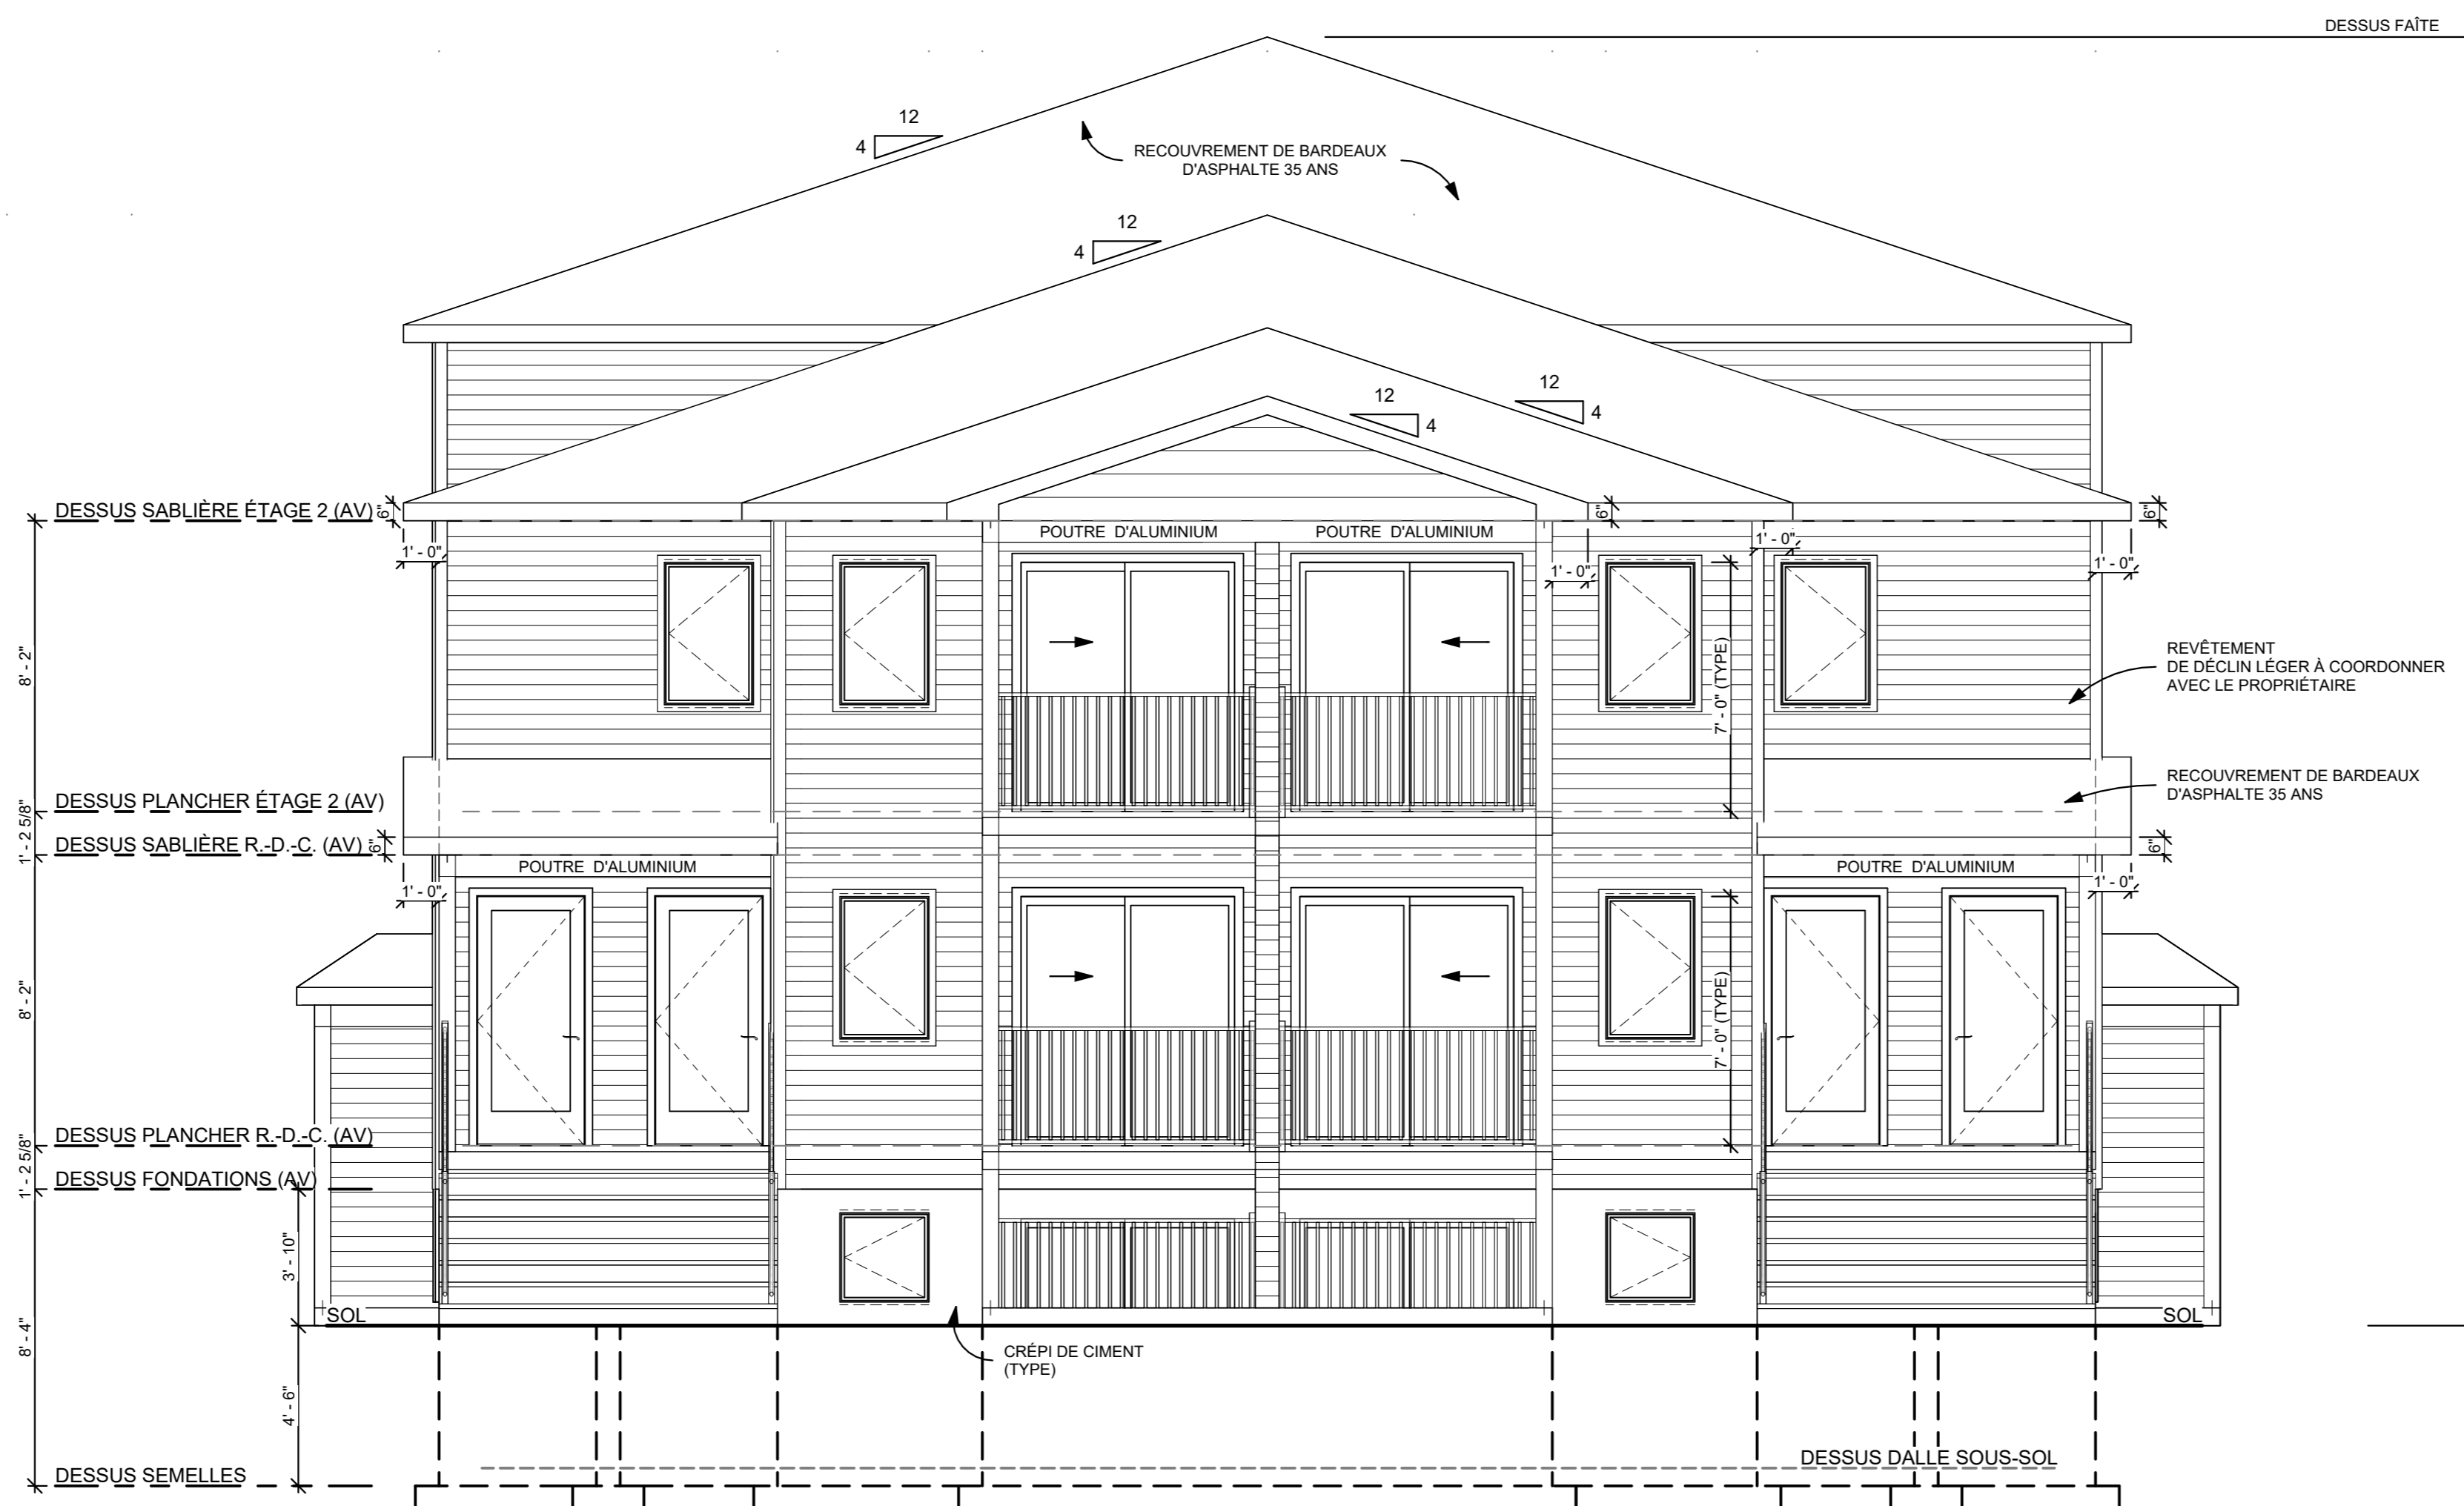 DESSUS FAÎTE
12
4
RECOUVREMENT DE BARDEAUX
D'ASPHALTE 35 ANS
12
4
12
4
12
4
DESSUS SABLIÈRE ÉTAGE 2 (AV)
6"
6"
6"
POUTRE D'ALUMINIUM
POUTRE D'ALUMINIUM
1' - 0"
1' - 0"
1' - 0"
1' - 0"
8' - 2"
7' - 0" (TYPE)
REVÊTEMENT
DE DÉCLIN LÉGER À COORDONNER
AVEC LE PROPRIÉTAIRE
RECOUVREMENT DE BARDEAUX
D'ASPHALTE 35 ANS
DESSUS PLANCHER ÉTAGE 2 (AV)
1' - 2 5/8"
DESSUS SABLIÈRE R.-D.-C. (AV)
6"
6"
POUTRE D'ALUMINIUM
POUTRE D'ALUMINIUM
1' - 0"
1' - 0"
8' - 2"
7' - 0" (TYPE)
DESSUS PLANCHER R.-D.-C. (AV)
1' - 2 5/8"
DESSUS FONDATIONS (AV)
3' - 10"
SOL
SOL
8' - 4"
CRÉPI DE CIMENT
(TYPE)
4' - 6"
DESSUS DALLE SOUS-SOL
DESSUS SEMELLES